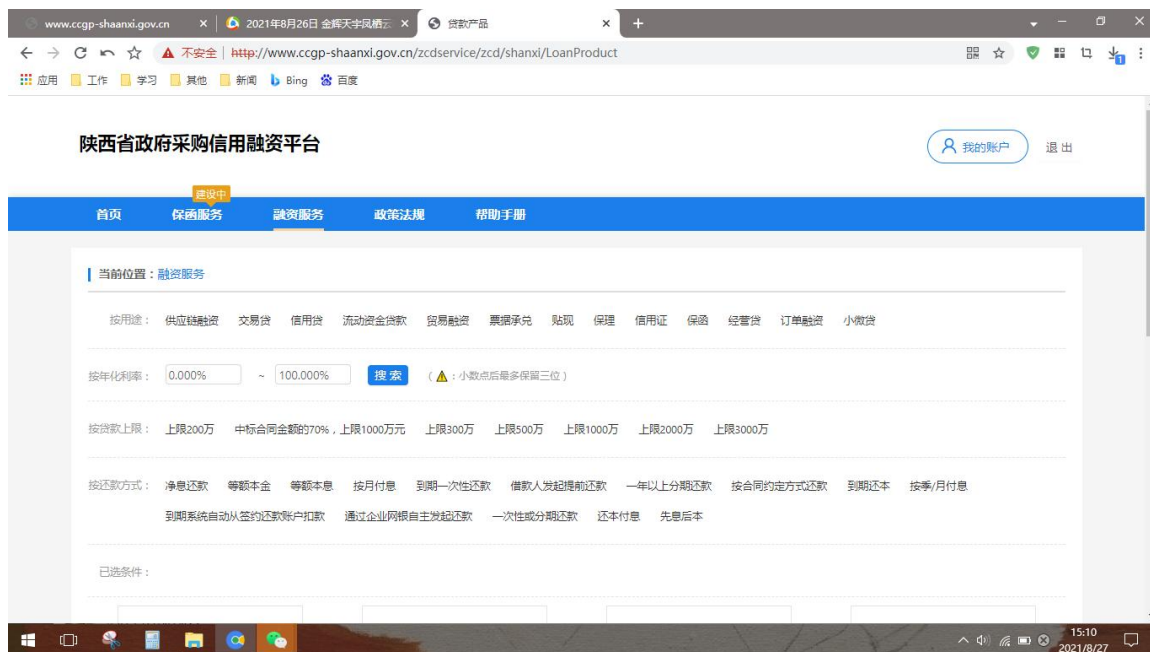 www.ccgp-shaanxi.gov.cn
2021年8月26日 金辉天宇凤栖云
贷款产品
不安全 | http://www.ccgp-shaanxi.gov.cn/zcdservice/zcd/shanxi/LoanProduct
应用 工作 学习 其他 新闻 Bing 百度
陕西省政府采购信用融资平台
我的账户 退出
建设中
首页 保函服务 融资服务 政策法规 帮助手册
当前位置：融资服务
按用途： 供应链融资 交易贷 信用贷 流动资金贷款 贸易融资 票据承兑 贴现 保理 信用证 保函 经营贷 订单融资 小微贷
按年化利率： 0.000% ~ 100.000% 搜索 （ ：小数点后最多保留三位）
按贷款上限： 上限200万 中标合同金额的70%，上限1000万元 上限300万 上限500万 上限1000万 上限2000万 上限3000万
按还款方式： 净息还款 等额本金 等额本息 按月付息 到期一次性还款 借款人发起提前还款 一年以上分期还款 按合同约定方式还款 到期还本 按季/月付息
到期系统自动从签约还款账户扣款 通过企业网银自主发起还款 一次性或分期还款 还本付息 先息后本
已选条件：
15:10
2021/8/27